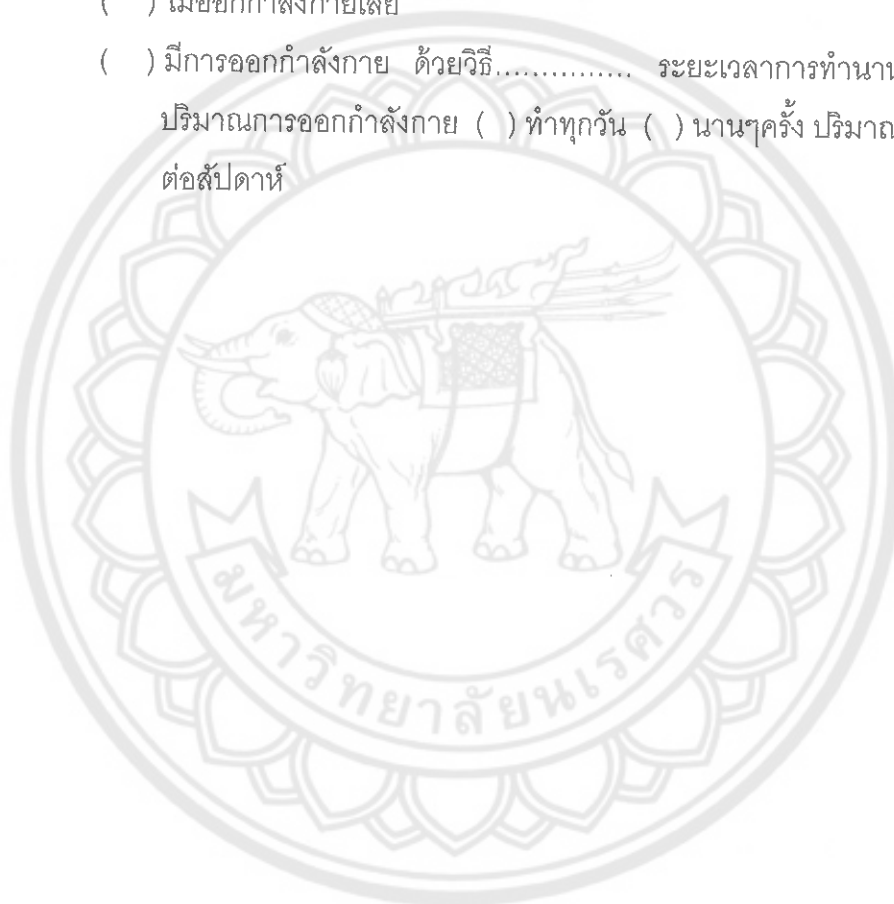 ( ) ไม่ออกกำลังกายเลย
( ) มีการออกกำลังกาย ด้วยวิธี............... ระยะเวลาการทำนาน
ปริมาณการออกกำลังกาย ( ) ทำทุกวัน ( ) นานๆครั้ง
ต่อสัปดาห์
มหาวิทยาลัยนเรศวร